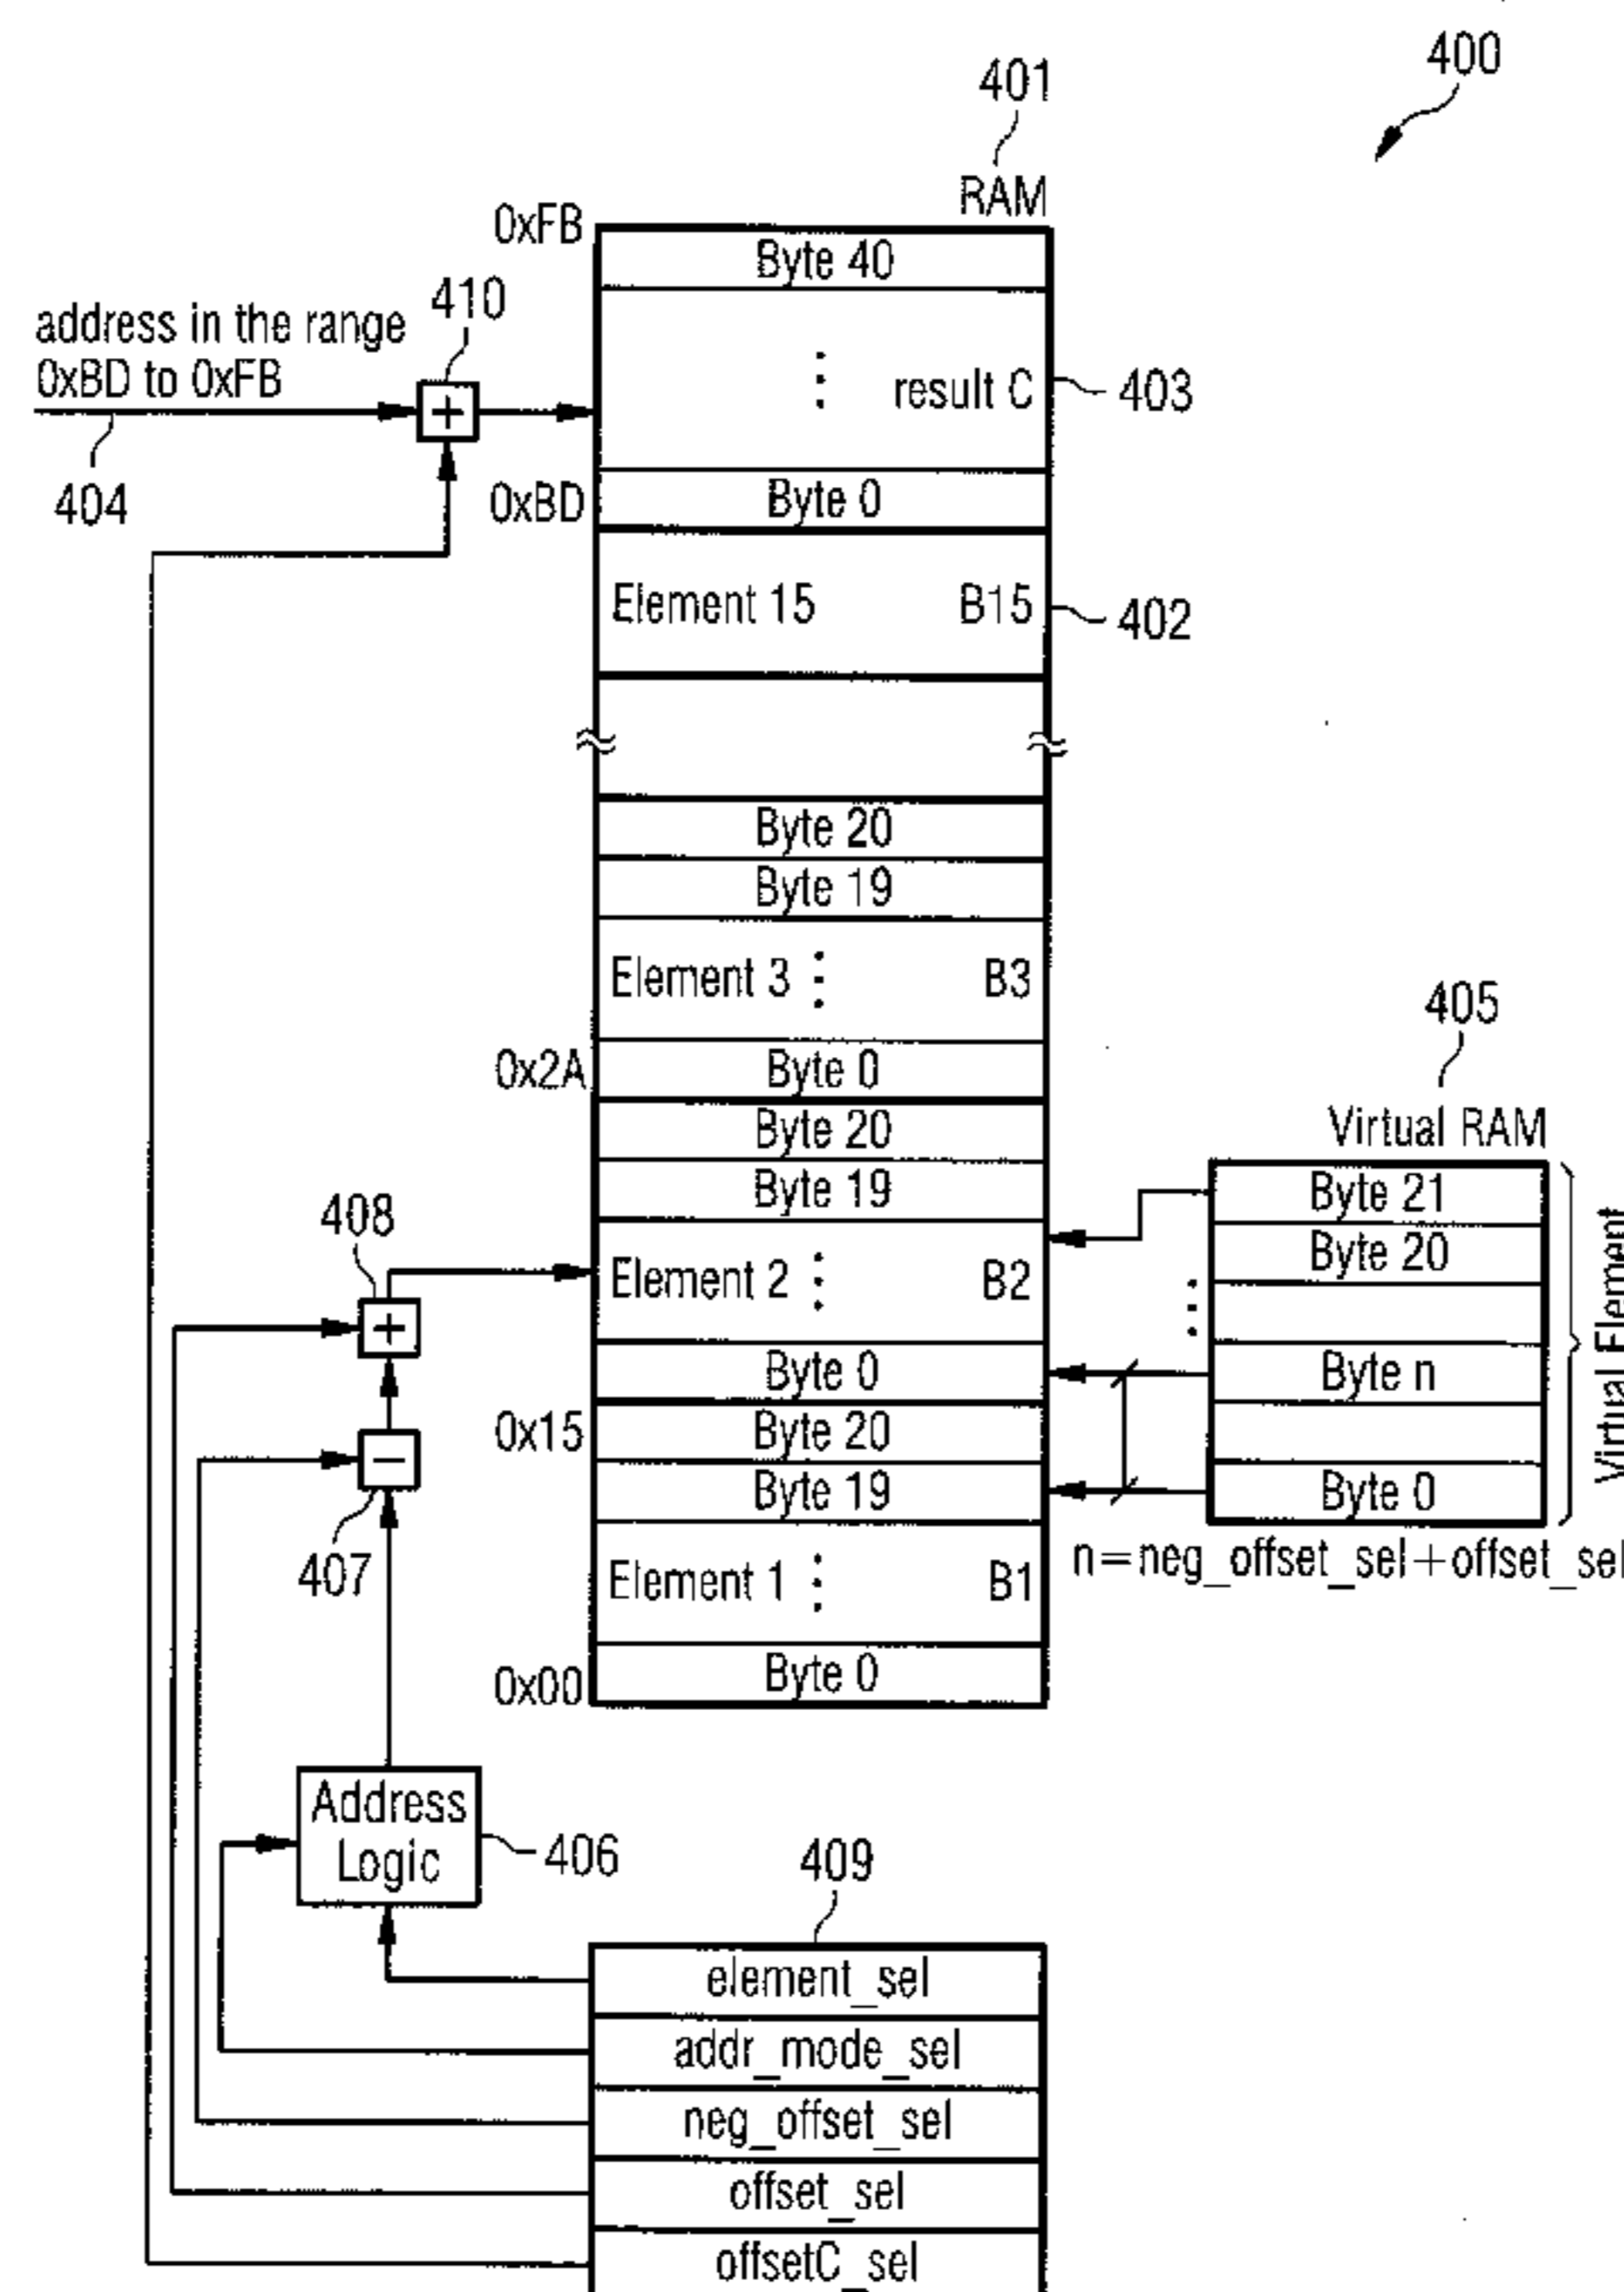 400
401
RAM
0xFB
Byte 40
410
address in the range
0xBD to 0xFB
+
result C
403
404
0xBD
Byte 0
Element 15 B15
402
Byte 20
Byte 19
Element 3 B3
405
0x2A
Byte 0
Byte 20
Virtual RAM
Byte 19
Byte 21
408
Byte 20
Element 2 B2
+
Byte 0
Byte n
Virtual Element
0x15
Byte 20
−
Byte 19
Byte 0
407
n=neg_offset_sel+offset_sel
Element 1 B1
0x00
Byte 0
Address
Logic
406
409
element_sel
addr_mode_sel
neg_offset_sel
offset_sel
offsetC_sel